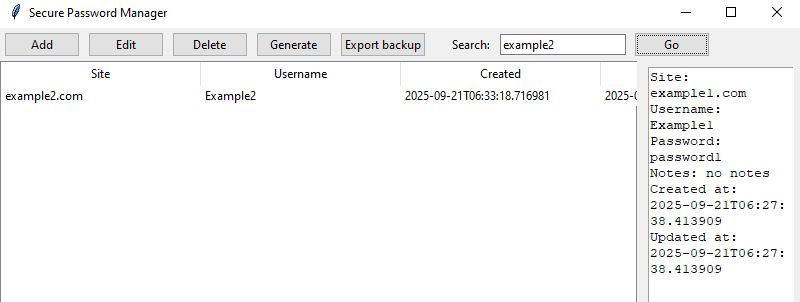 Secure Password Manager
Add Edit Delete Generate Export backup Search: example2 Go
Site Username Created
example2.com Example2 2025-09-21T06:33:18.716981 2025-0
Site:
example1.com
Username:
Example1
Password:
password1
Notes: no notes
Created at:
2025-09-21T06:27:
38.413909
Updated at:
2025-09-21T06:27:
38.413909